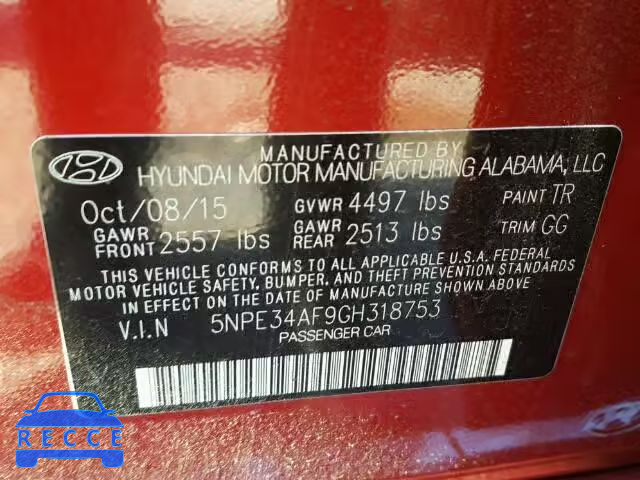 MANUFACTURED BY
HYUNDAI MOTOR MANUFACTURING ALABAMA, LLC
Oct/08/15 GVWR 4497 lbs PAINT TR
GAWR FRONT 2557 lbs GAWR REAR 2513 lbs TRIM GG
THIS VEHICLE CONFORMS TO ALL APPLICABLE U.S.A. FEDERAL
MOTOR VEHICLE SAFETY, BUMPER, AND THEFT PREVENTION STANDARDS
IN EFFECT ON THE DATE OF MANUFACTURE SHOWN ABOVE.
V.I.N 5NPE34AF9GH318753
PASSENGER CAR
RECCE